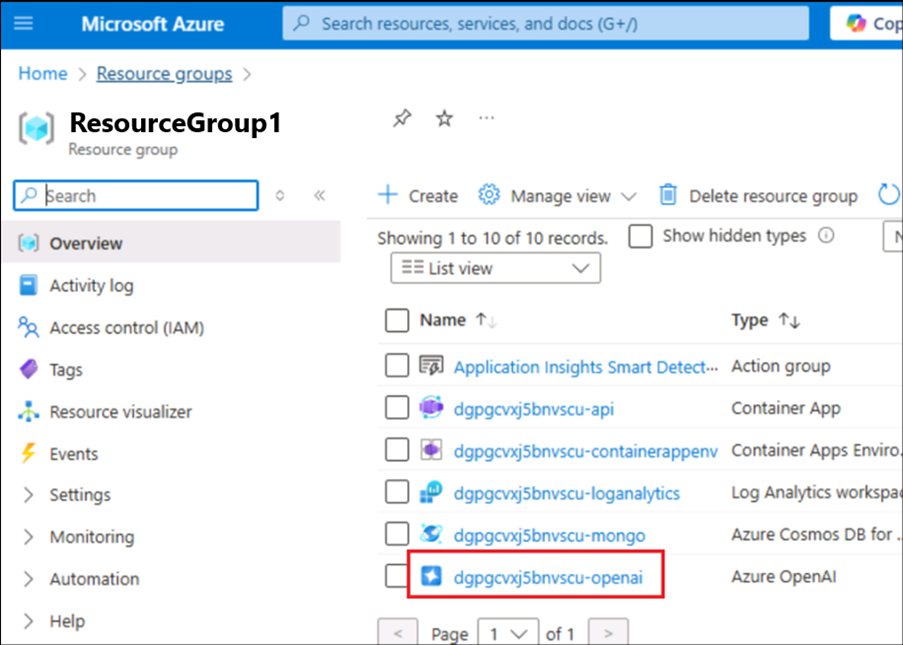 Microsoft Azure
Search resources, services, and docs (G+/)
Cop
Home > Resource groups >
ResourceGroup1
Resource group
Search
+ Create Manage view Delete resource group
Overview
Showing 1 to 10 of 10 records. Show hidden types N
List view
Activity log
Name ↑↓ Type ↑↓
Access control (IAM)
Application Insights Smart Detect... Action group
Tags
dgpgcvxj5bnvscu-api Container App
Resource visualizer
dgpgcvxj5bnvscu-containerappenv Container Apps Enviro.
Events
dgpgcvxj5bnvscu-loganalytics Log Analytics workspac
Settings
dgpgcvxj5bnvscu-mongo Azure Cosmos DB for ..
Monitoring
dgpgcvxj5bnvscu-openai Azure OpenAI
Automation
Help
< Page 1 of 1 >